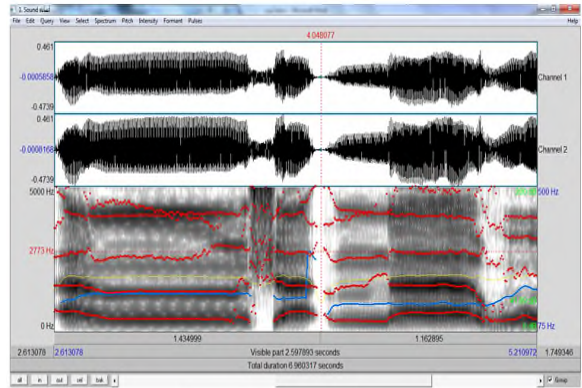 1. Sound
File Edit Query View Select Spectrum Pitch Intensity Formant Pulses Help
4.048077
0.461
-0.0005858
Channel 1
-0.4739
0.461
-0.0008168
Channel 2
-0.4739
5000 Hz 500 Hz
2773 Hz
0 Hz 75 Hz
1.434999 1.162895
2.613078 2.613078 Visible part 2.597893 seconds 5.210972 1.749346
Total duration 6.960317 seconds
all in out sel bak Group